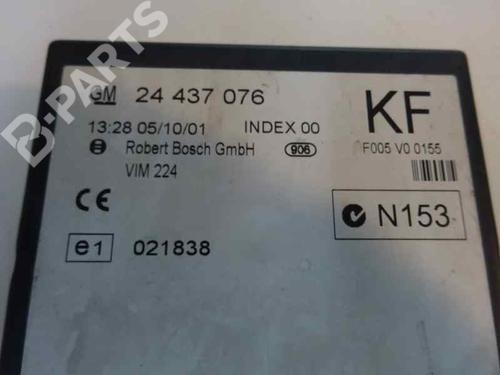 GM 24 437 076
KF
13:28 05/10/01 INDEX 00
F005 V0 0155
Robert Bosch GmbH 906
VIM 224
CE
N153
e1 021838
B-PARTS